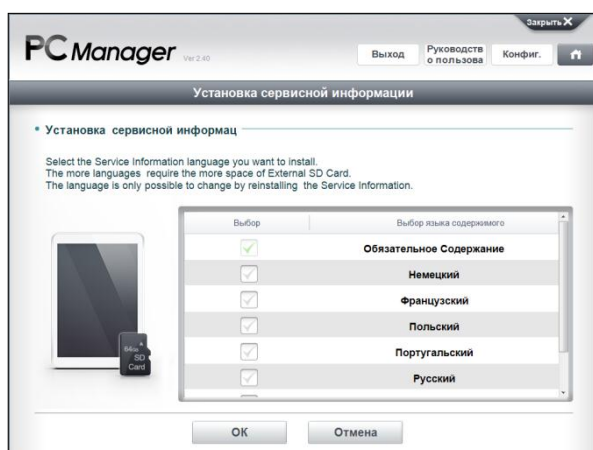 Закрыть X
PC Manager Ver 2.40
Выход
Руководств
о пользова
Конфиг.
Установка сервисной информации
• Установка сервисной информац
Select the Service Information language you want to install.
The more languages require the more space of External SD Card.
The language is only possible to change by reinstalling the Service Information.
Выбор
Выбор языка содержимого
Обязательное Содержание
Немецкий
Французский
Польский
Португальский
Русский
64GB
SD
Card
ОК
Отмена